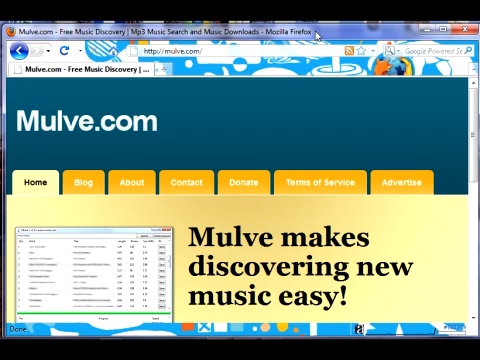 Mulve.com - Free Music Discovery | Mp3 Music Search and Music Downloads - Mozilla Firefox
http://mulve.com/
Google Powered Se
Mulve.com - Free Music Discovery | ...
Mulve.com
Home Blog About Contact Donate Terms of Service Advertise
Mulve makes
discovering new
music easy!
Done